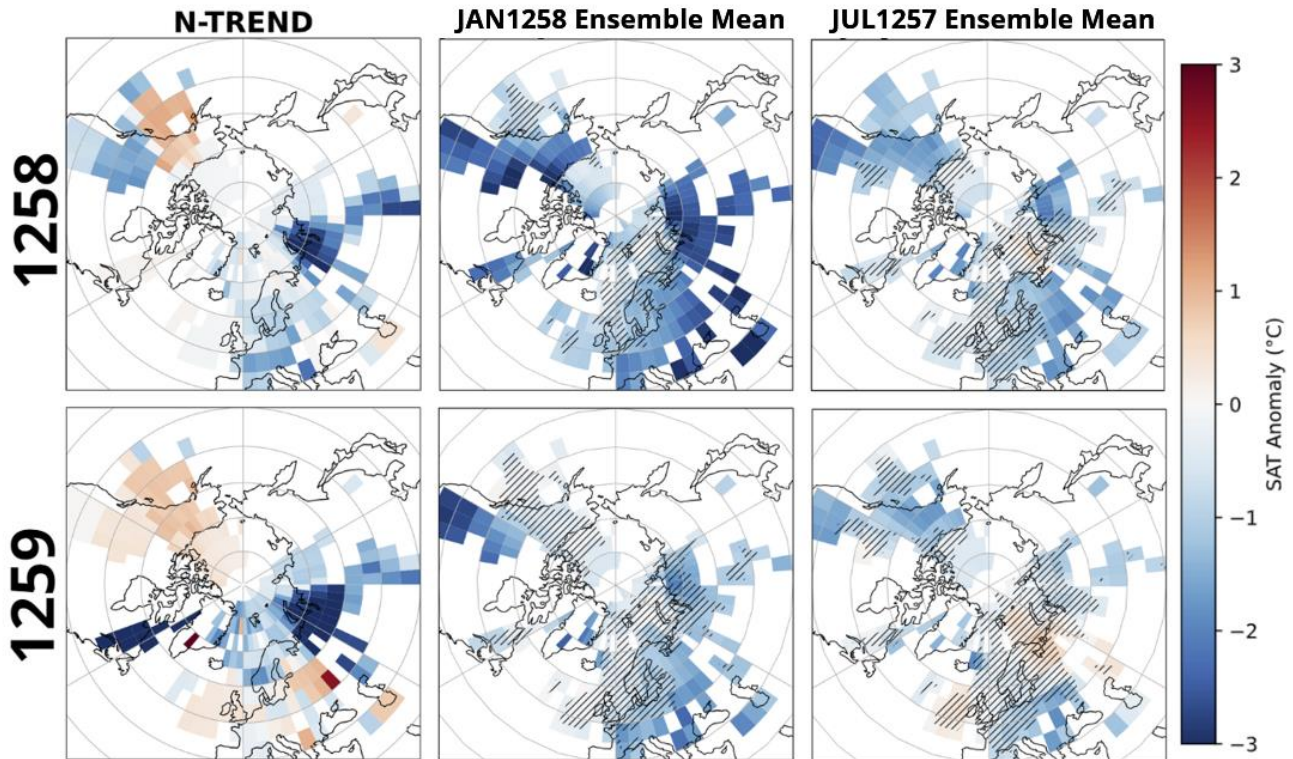 N-TREND
JAN1258 Ensemble Mean
JUL1257 Ensemble Mean
1258
1259
3
2
1
0
−1
−2
−3
SAT Anomaly (°C)